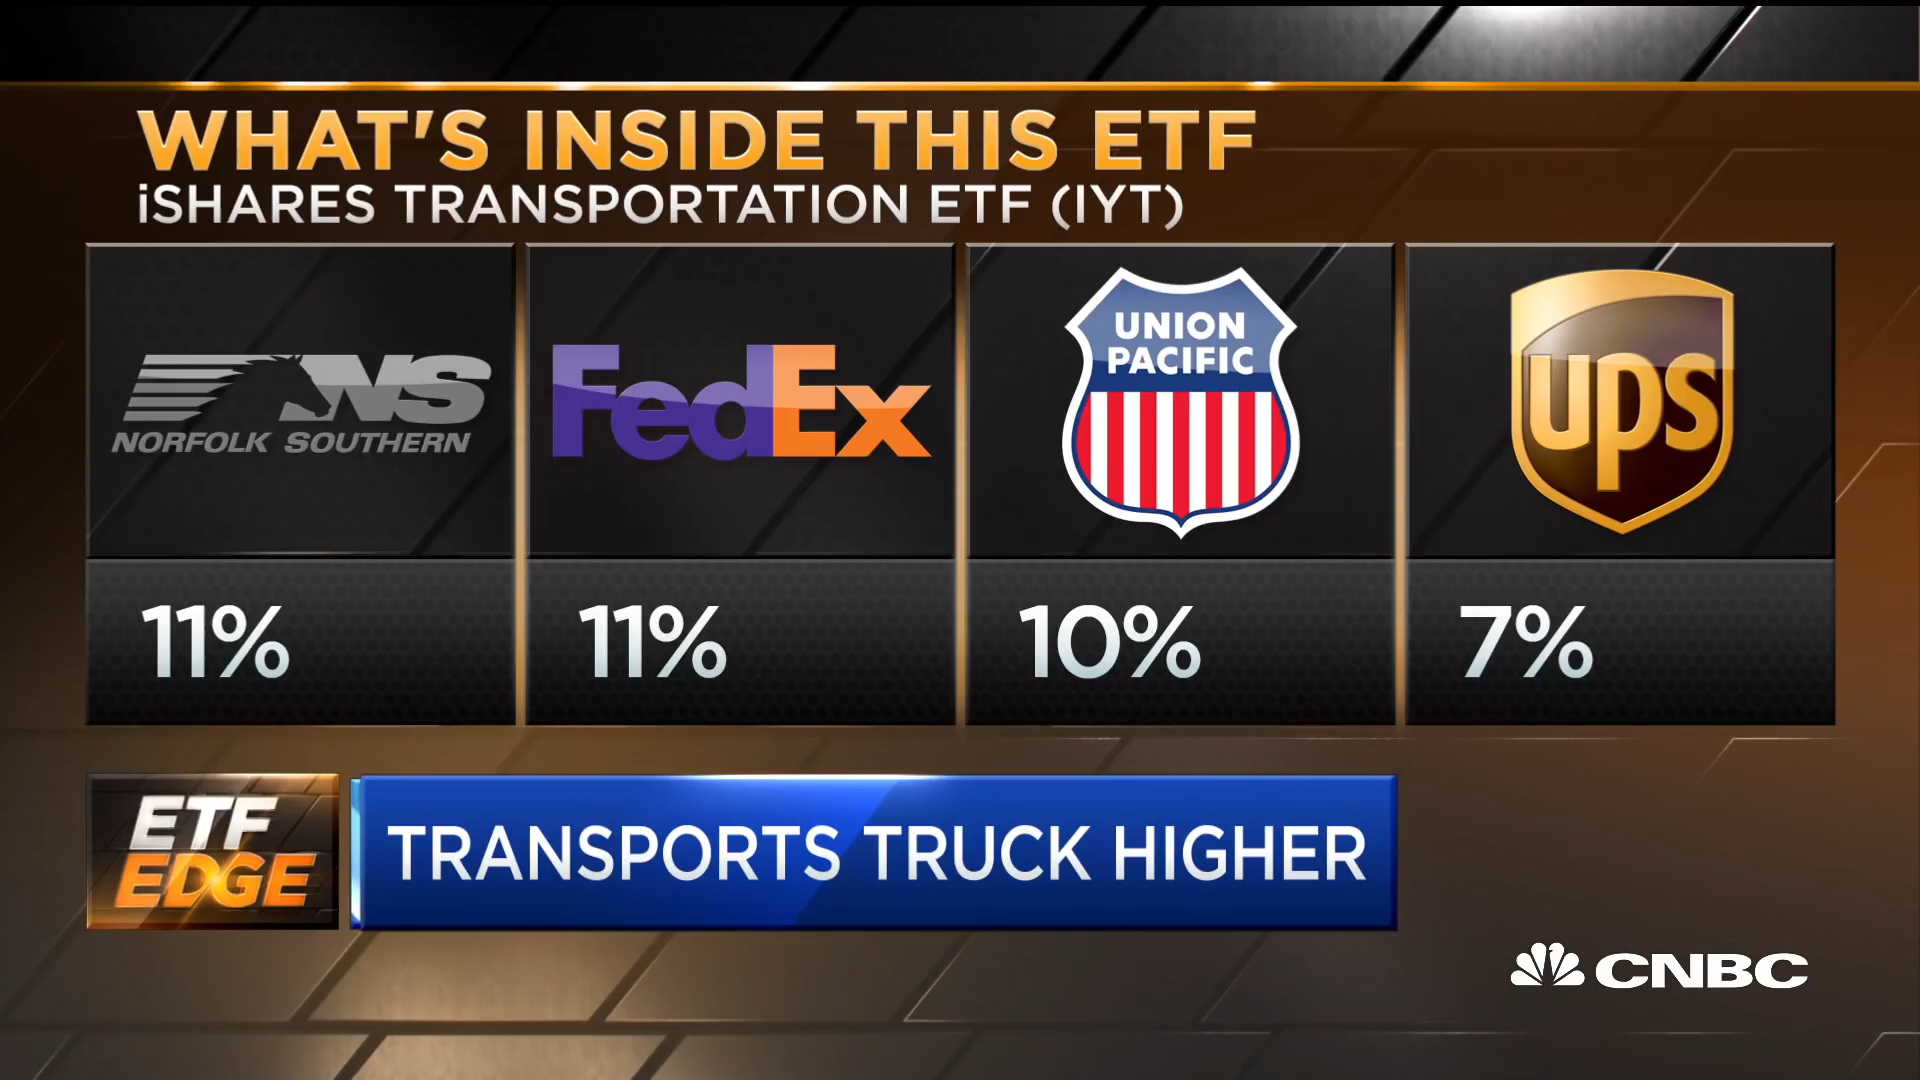 WHAT'S INSIDE THIS ETF
iSHARES TRANSPORTATION ETF (IYT)
NS
NORFOLK SOUTHERN
FedEx
UNION
PACIFIC
ups
11%
11%
10%
7%
ETF
EDGE
TRANSPORTS TRUCK HIGHER
CNBC